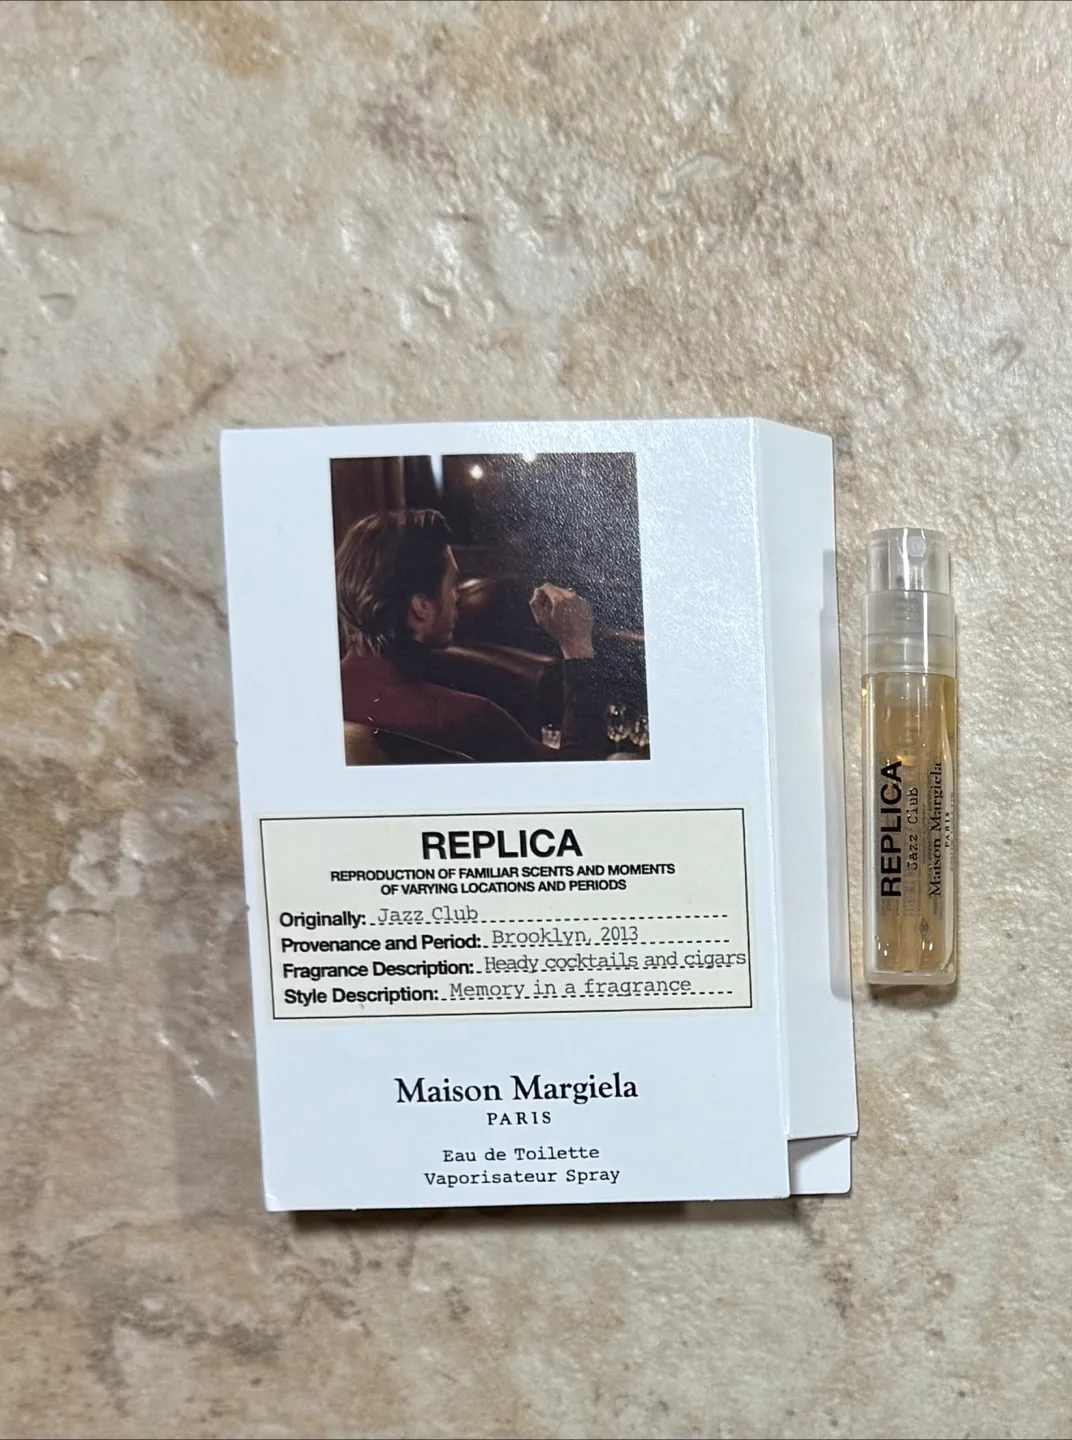 REPLICA
REPRODUCTION OF FAMILIAR SCENTS AND MOMENTS
OF VARYING LOCATIONS AND PERIODS
Originally: Jazz Club
Provenance and Period: Brooklyn, 2013
Fragrance Description: Heady cocktails and cigars
Style Description: Memory in a fragrance
Maison Margiela
PARIS
Eau de Toilette
Vaporisateur Spray
REPLICA
Jazz Club
Maison Margiela
PARIS